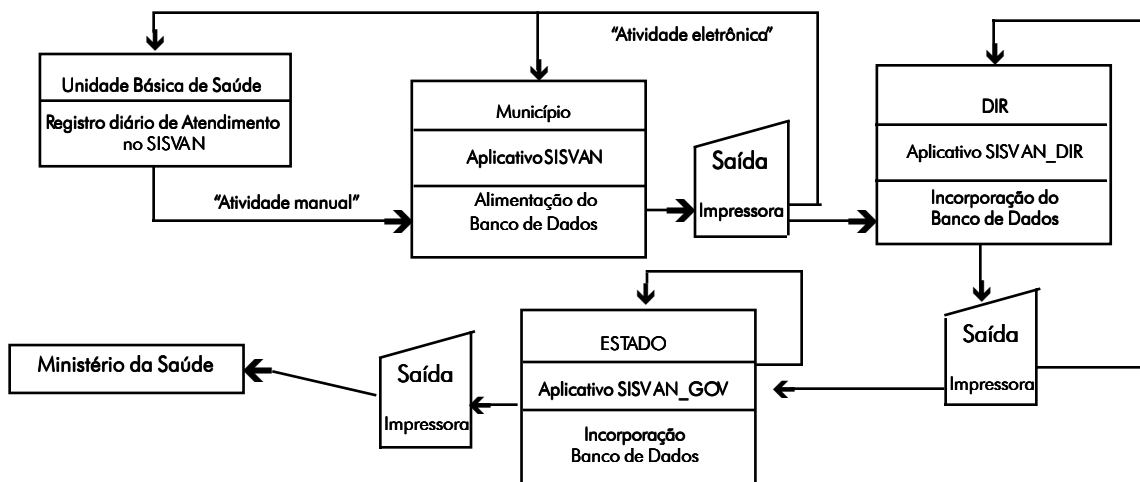 “Atividade eletrônica”
Unidade Básica de Saúde
Registro diário de Atendimento
no SISVAN
“Atividade manual”
Município
Aplicativo SISVAN
Alimentação do
Banco de Dados
Saída
Impressora
DIR
Aplicativo SISVAN_DIR
Incorporação do
Banco de Dados
Saída
Impressora
ESTADO
Aplicativo SISVAN_GOV
Incorporação
Banco de Dados
Saída
Impressora
Ministério da Saúde